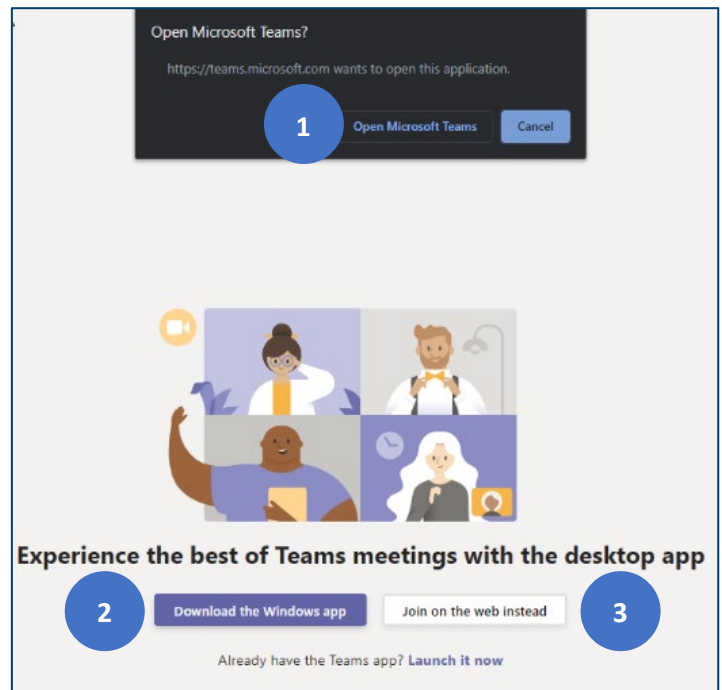 Open Microsoft Teams?
https://teams.microsoft.com wants to open this application.
1
Open Microsoft Teams
Cancel
Experience the best of Teams meetings with the desktop app
2
Download the Windows app
Join on the web instead
3
Already have the Teams app? Launch it now